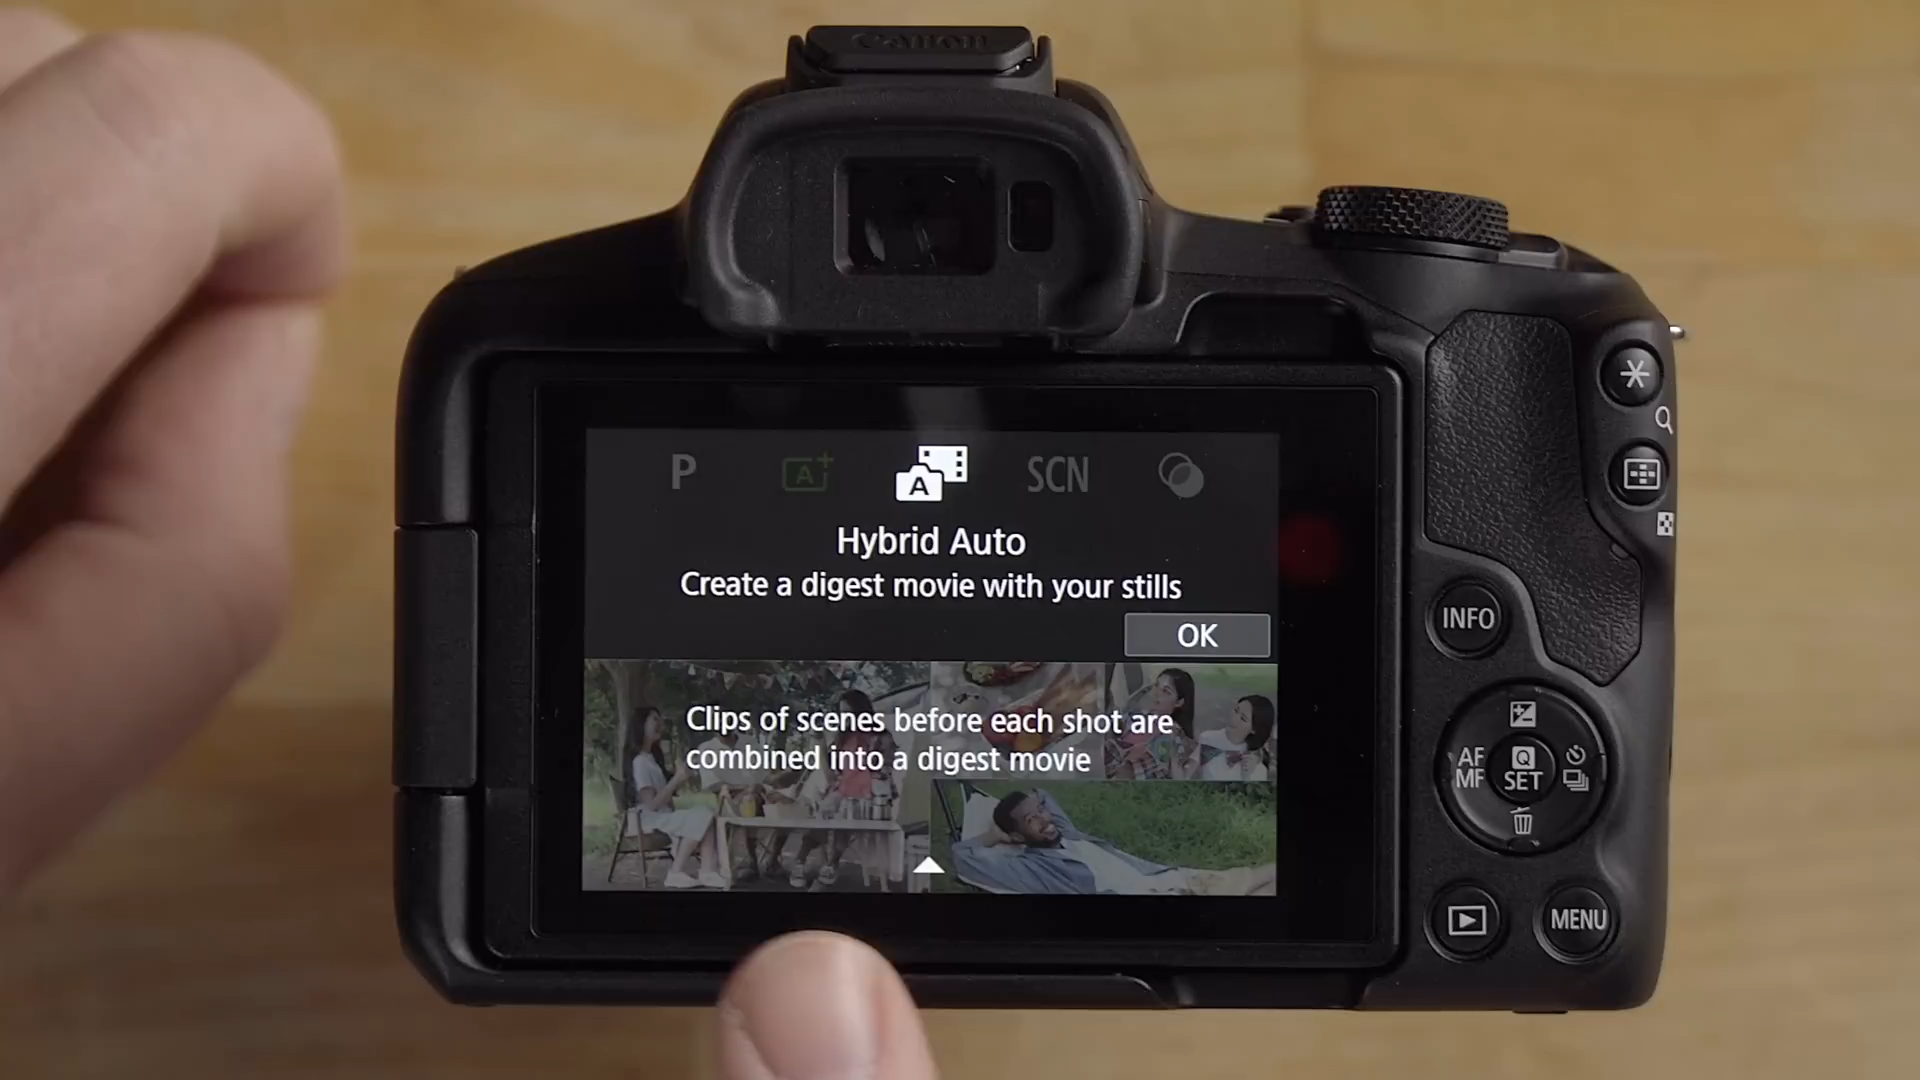 Canon
P A+ A SCN
Hybrid Auto
Create a digest movie with your stills
OK
Clips of scenes before each shot are
combined into a digest movie
INFO
AF
MF
Q
SET
MENU